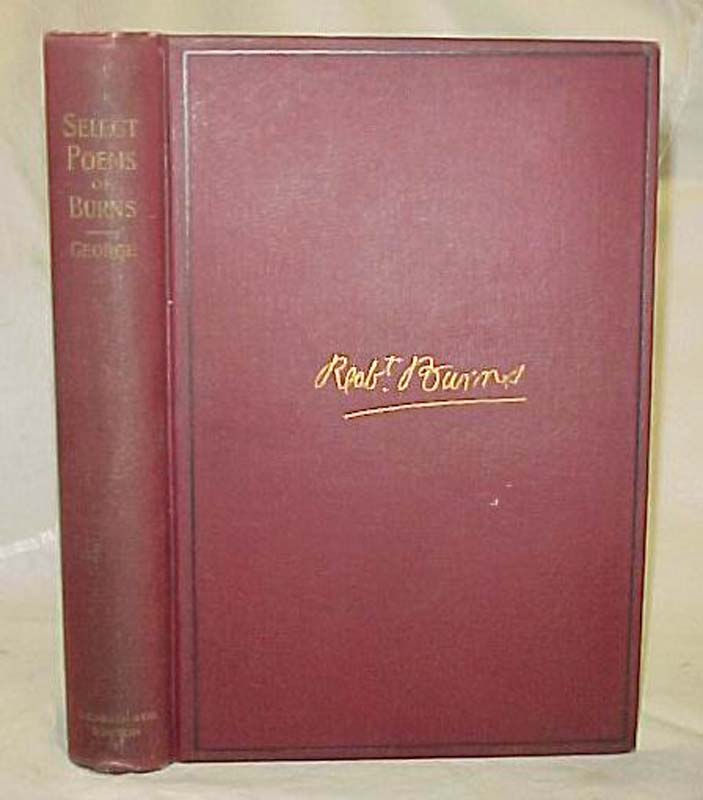 SELECT
POEMS
OF
BURNS
GEORGE
Robt. Burns